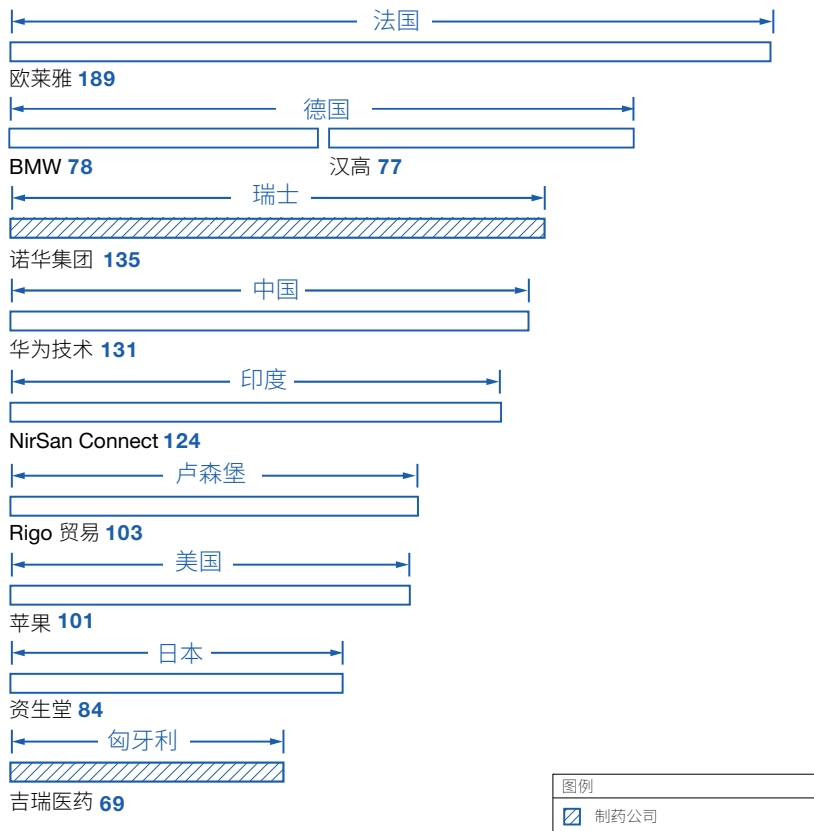 法国
欧莱雅 189
德国
BMW 78 汉高 77
瑞士
诺华集团 135
中国
华为技术 131
印度
NirSan Connect 124
卢森堡
Rigo 贸易 103
美国
苹果 101
日本
资生堂 84
匈牙利
吉瑞医药 69
图例
制药公司